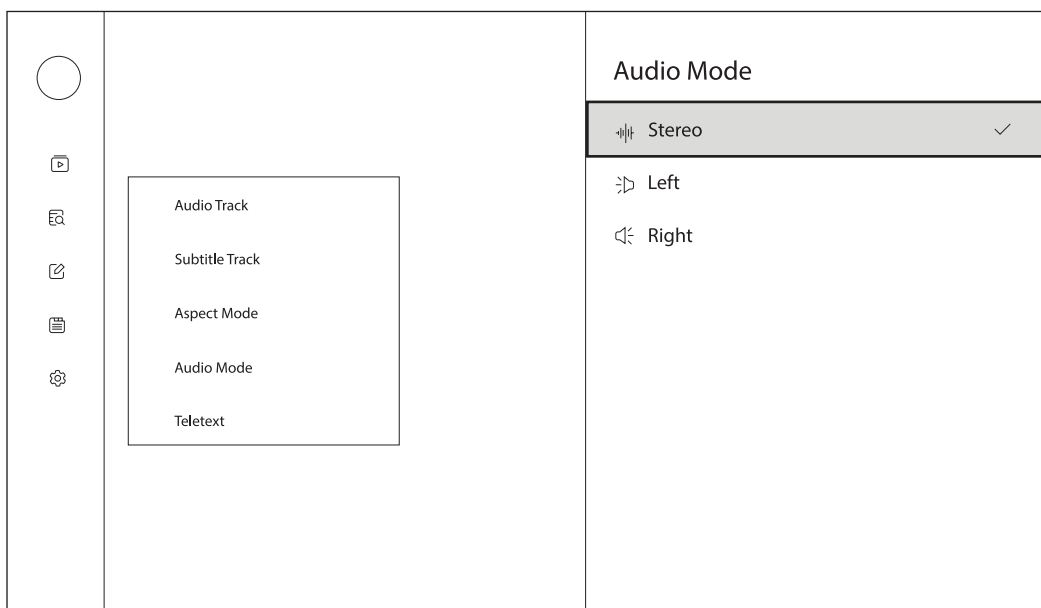 Audio Track
Subtitle Track
Aspect Mode
Audio Mode
Teletext
Audio Mode
Stereo
Left
Right